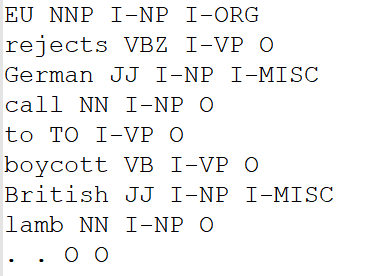 EU NNP I-NP I-ORG
rejects VBZ I-VP O
German JJ I-NP I-MISC
call NN I-NP O
to TO I-VP O
boycott VB I-VP O
British JJ I-NP I-MISC
lamb NN I-NP O
. . O O